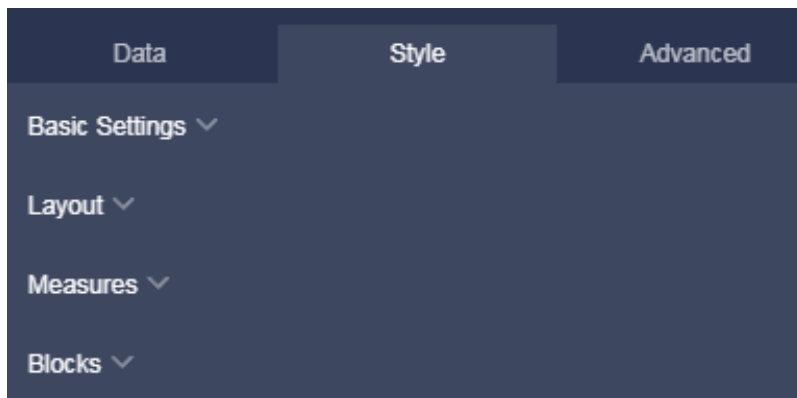 Data Style Advanced
Basic Settings
Layout
Measures
Blocks